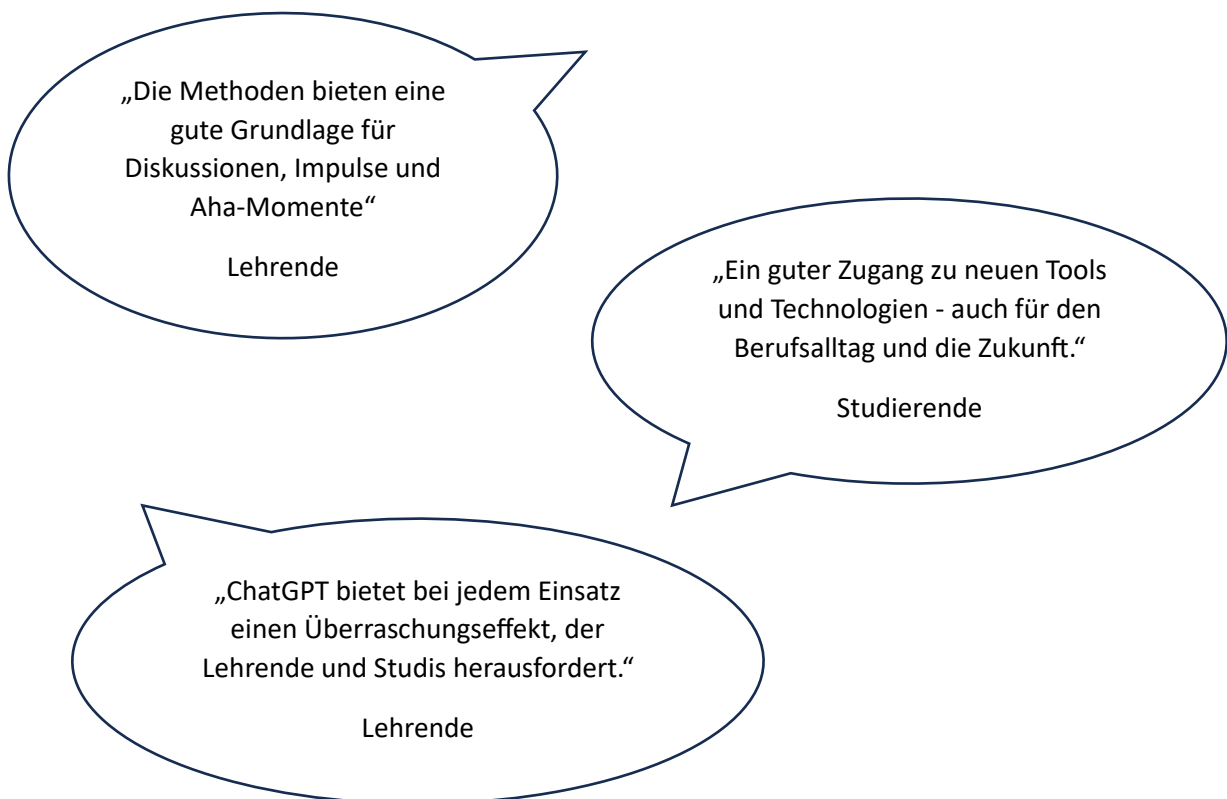 „Die Methoden bieten eine
gute Grundlage für
Diskussionen, Impulse und
Aha-Momente“
Lehrende
„Ein guter Zugang zu neuen Tools
und Technologien - auch für den
Berufsalltag und die Zukunft.“
Studierende
„ChatGPT bietet bei jedem Einsatz
einen Überraschungseffekt, der
Lehrende und Studis herausfordert.“
Lehrende